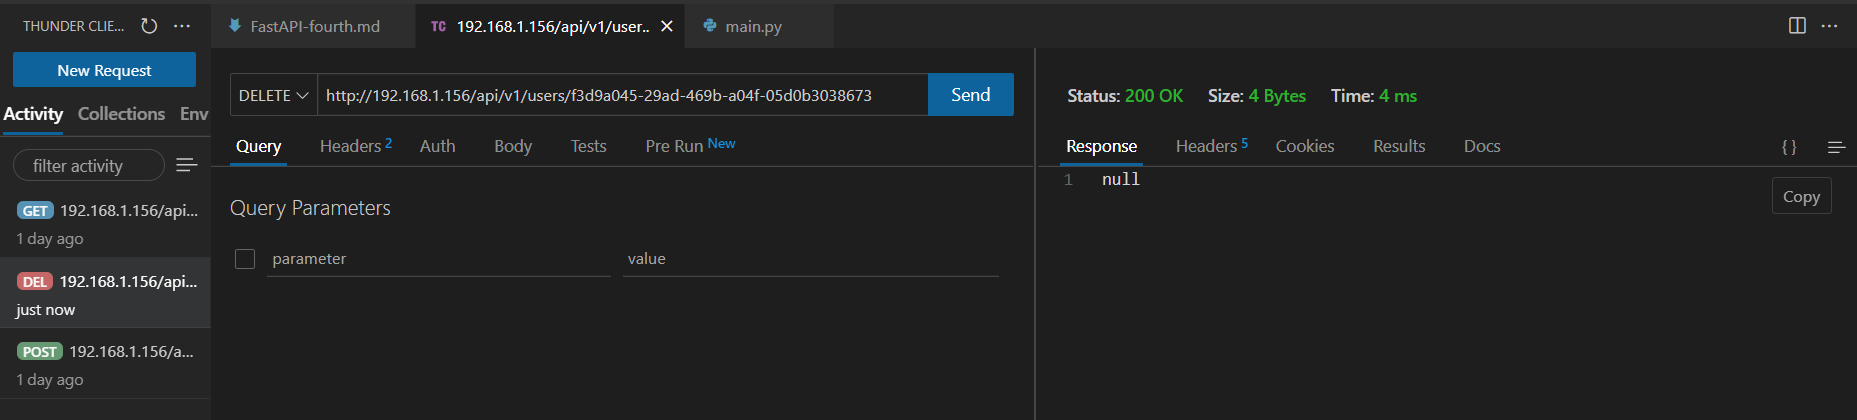 THUNDER CLIE...
New Request
Activity Collections Env
filter activity
GET 192.168.1.156/api...
1 day ago
DEL 192.168.1.156/api...
just now
POST 192.168.1.156/a...
1 day ago
FastAPI-fourth.md
TC 192.168.1.156/api/v1/user..
main.py
DELETE http://192.168.1.156/api/v1/users/f3d9a045-29ad-469b-a04f-05d0b3038673 Send
Query Headers 2 Auth Body Tests Pre Run New
Query Parameters
parameter value
Status: 200 OK Size: 4 Bytes Time: 4 ms
Response Headers 5 Cookies Results Docs { }
1 null
Copy